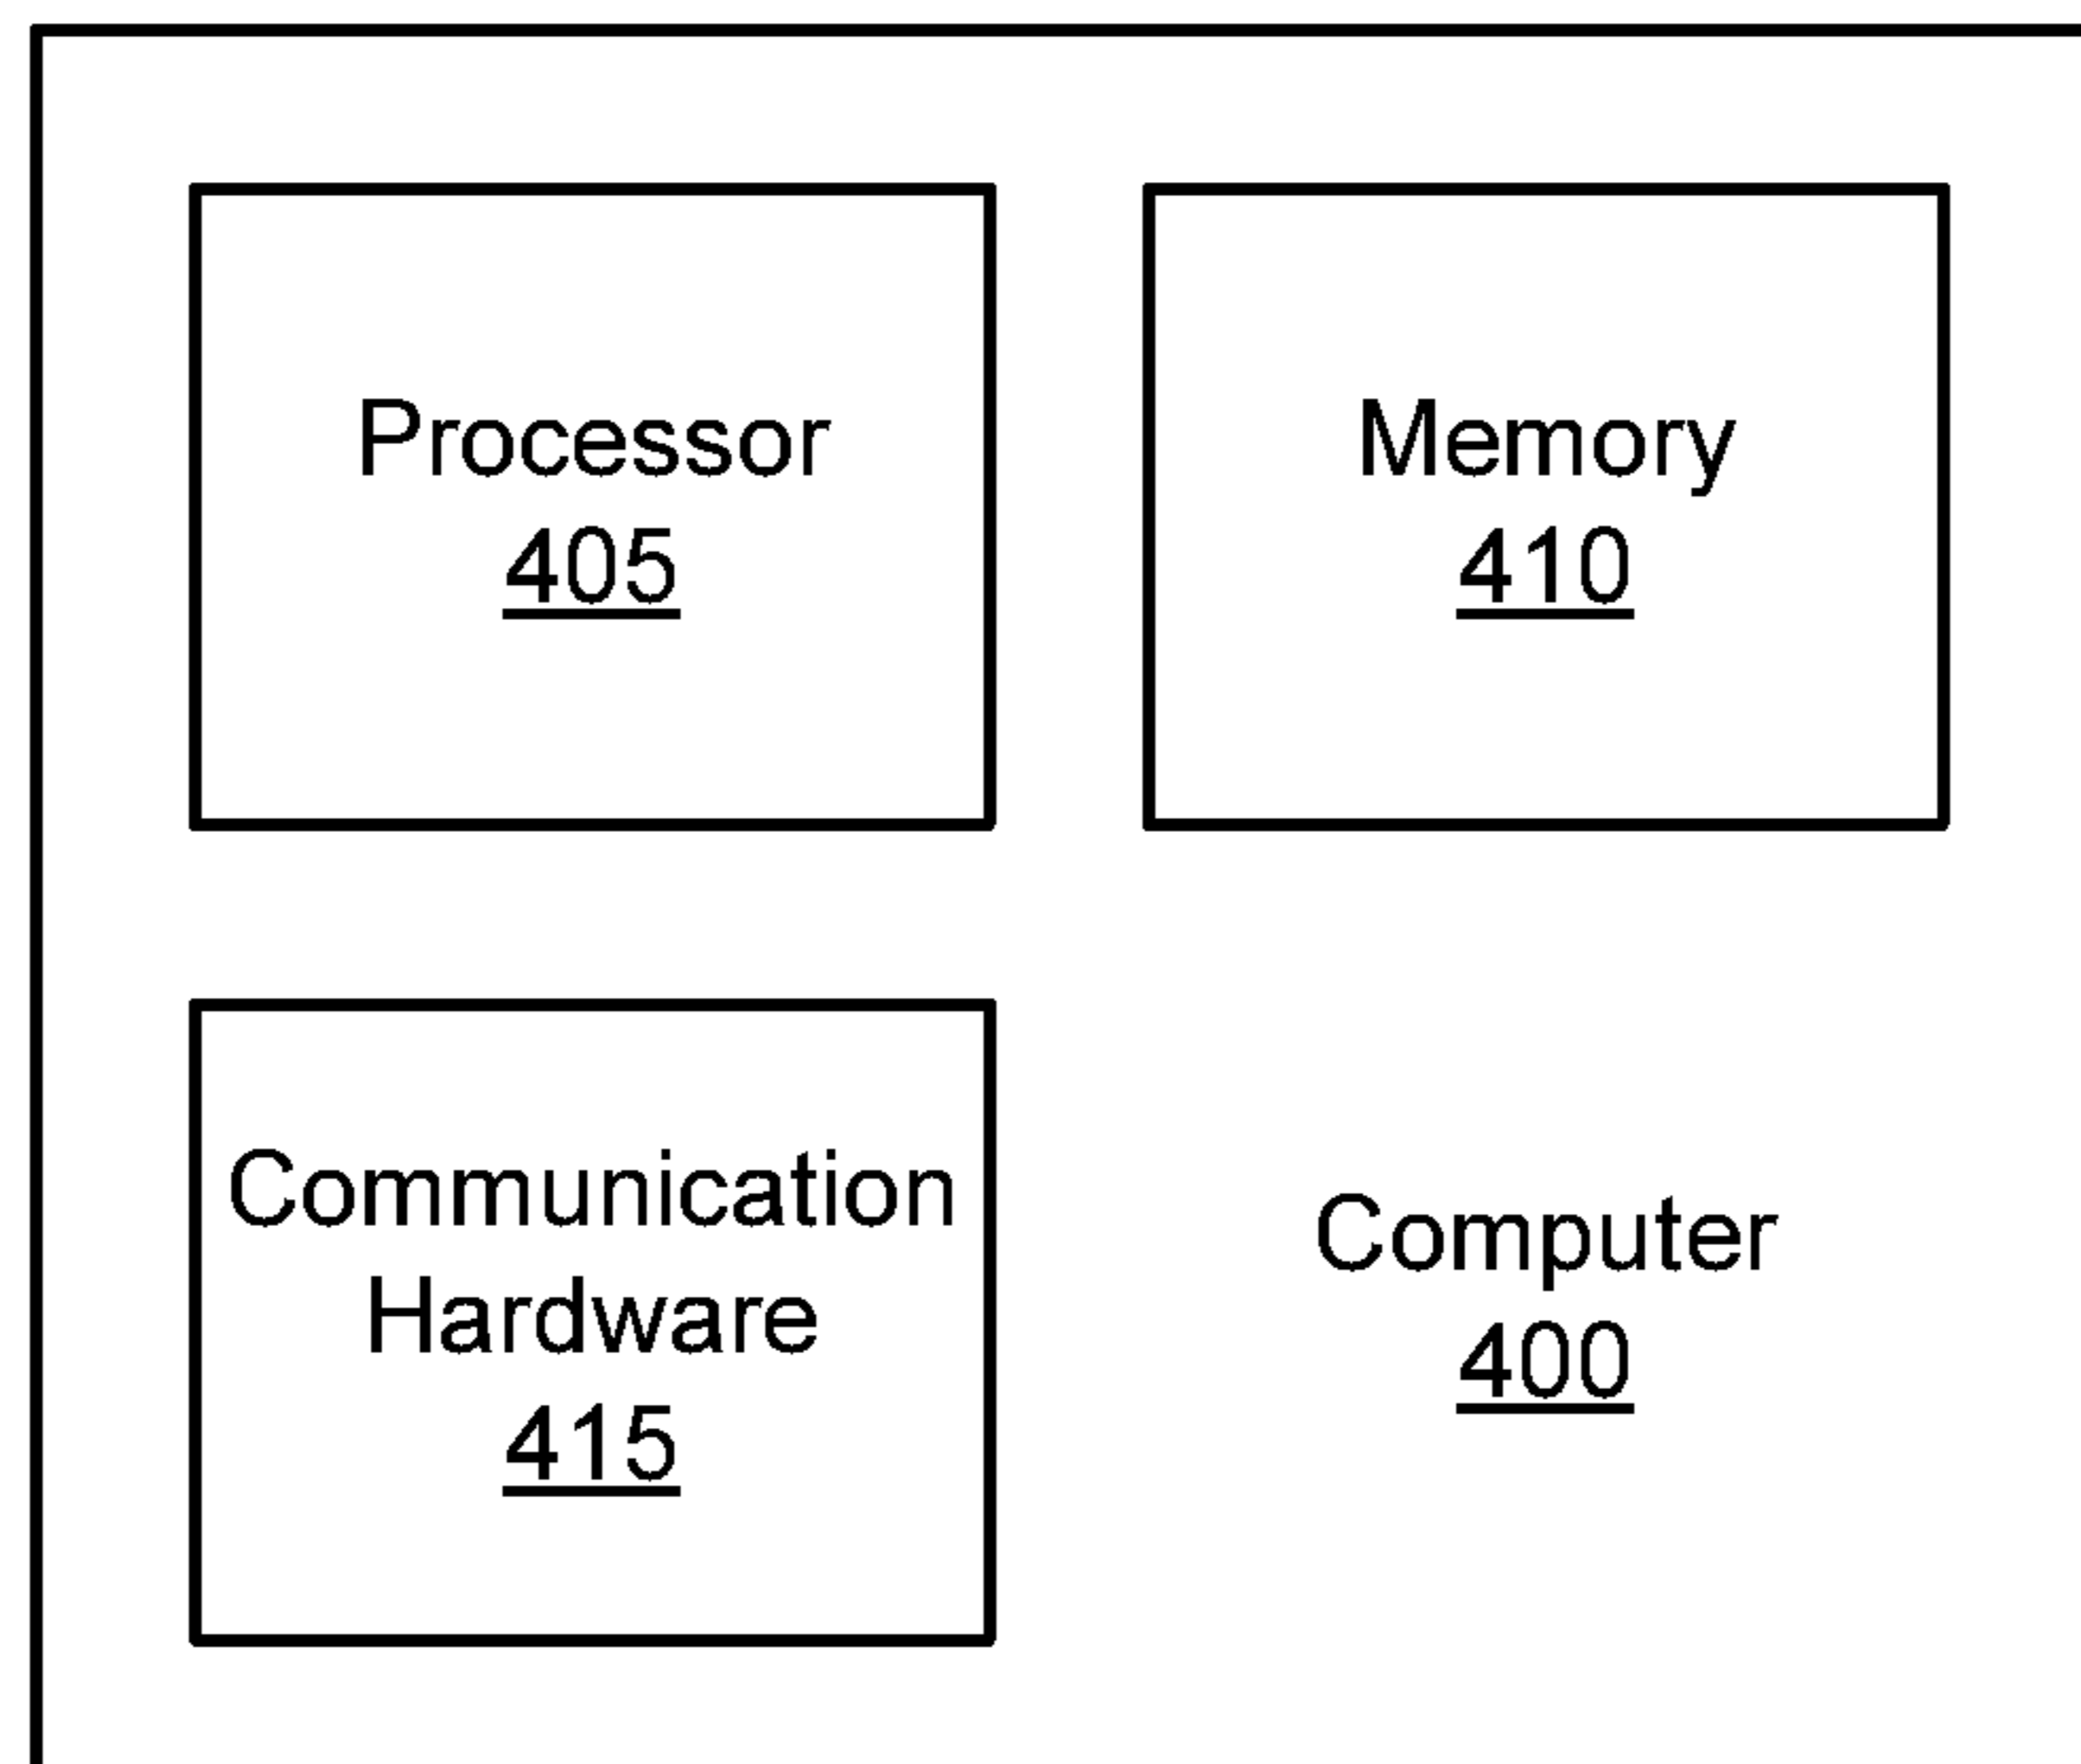 Processor
405
Memory
410
Communication
Hardware
415
Computer
400